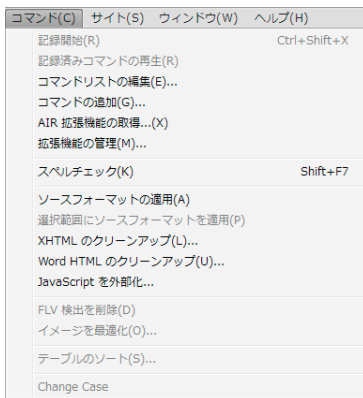 コマンド(C) サイト(S) ウィンドウ(W) ヘルプ(H)
記録開始(R) Ctrl+Shift+X
記録済みコマンドの再生(R)
コマンドリストの編集(E)...
コマンドの追加(G)...
AIR 拡張機能の取得...(X)
拡張機能の管理(M)...
スペルチェック(K) Shift+F7
ソースフォーマットの適用(A)
選択範囲にソースフォーマットを適用(P)
XHTML のクリーンアップ(L)...
Word HTML のクリーンアップ(U)...
JavaScript を外部化...
FLV 検出を削除(D)
イメージを最適化(O)...
テーブルのソート(S)...
Change Case